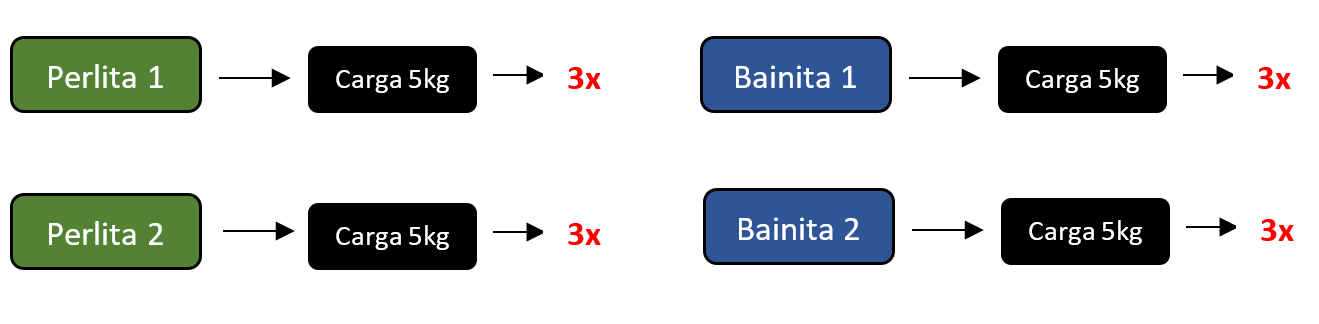 Perlita 1
Carga 5kg
3x
Bainita 1
Carga 5kg
3x
Perlita 2
Carga 5kg
3x
Bainita 2
Carga 5kg
3x